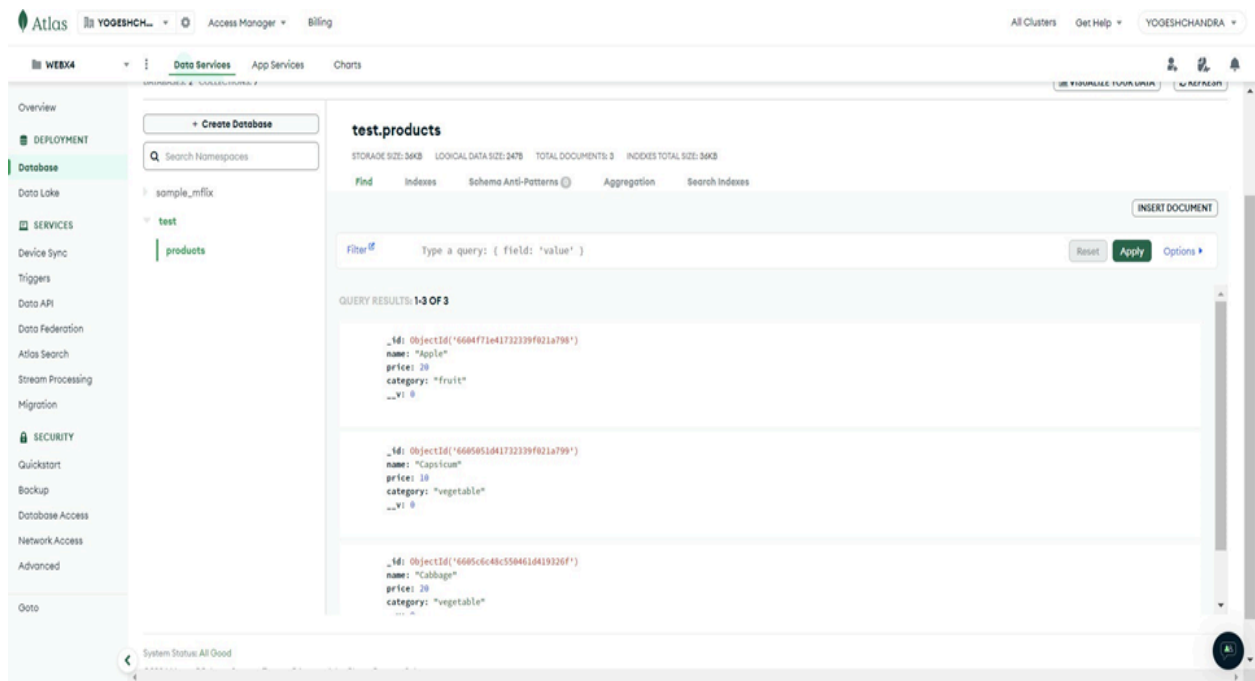 Atlas YOGESHCH... Access Manager Billing All Clusters Get Help YOGESHCHANDRA
WEBX4 Data Services App Services Charts
DATABASES: 2 COLLECTIONS: 7 VISUALIZE YOUR DATA REFRESH
Overview
DEPLOYMENT
Database
Data Lake
SERVICES
Device Sync
Triggers
Data API
Data Federation
Atlas Search
Stream Processing
Migration
SECURITY
Quickstart
Backup
Database Access
Network Access
Advanced
Goto
+ Create Database
Search Namespaces
sample_mflix
test
products
test.products
STORAGE SIZE: 36KB LOGICAL DATA SIZE: 247B TOTAL DOCUMENTS: 3 INDEXES TOTAL SIZE: 36KB
Find Indexes Schema Anti-Patterns 0 Aggregation Search Indexes
INSERT DOCUMENT
Filter Type a query: { field: 'value' } Reset Apply Options
QUERY RESULTS: 1-3 OF 3
_id: ObjectId('6604f71e41732339f021a798')
name: "Apple"
price: 20
category: "fruit"
__v: 0
_id: ObjectId('6605051d41732339f021a799')
name: "Capsicum"
price: 10
category: "vegetable"
__v: 0
_id: ObjectId('6605c6c48c550461d419326f')
name: "Cabbage"
price: 20
category: "vegetable"
System Status: All Good